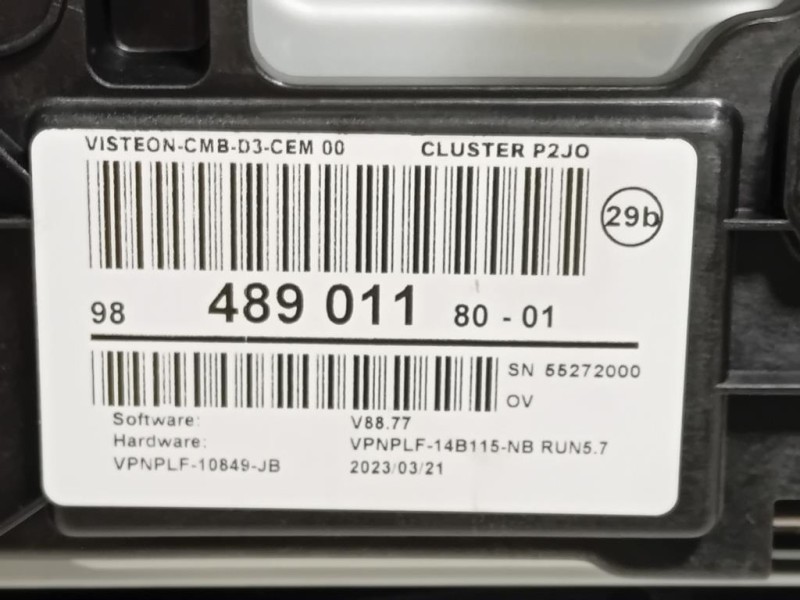 VISTEON-CMB-D3-CEM 00 CLUSTER P2JO
29b
98 489 011 80 - 01
SN 55272000
OV
Software: V88.77
Hardware: VPNPLF-14B115-NB RUN5.7
VPNPLF-10849-JB 2023/03/21